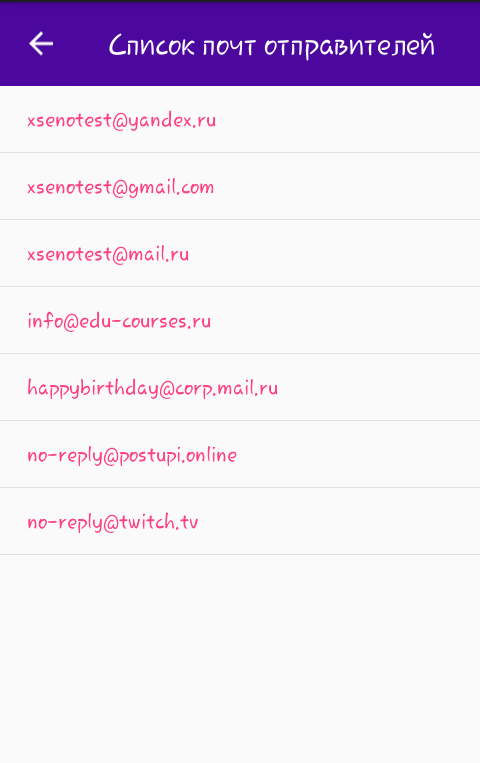 Список почт отправителей
xsenotest@yandex.ru
xsenotest@gmail.com
xsenotest@mail.ru
info@edu-courses.ru
happybirthday@corp.mail.ru
no-reply@postupi.online
no-reply@twitch.tv